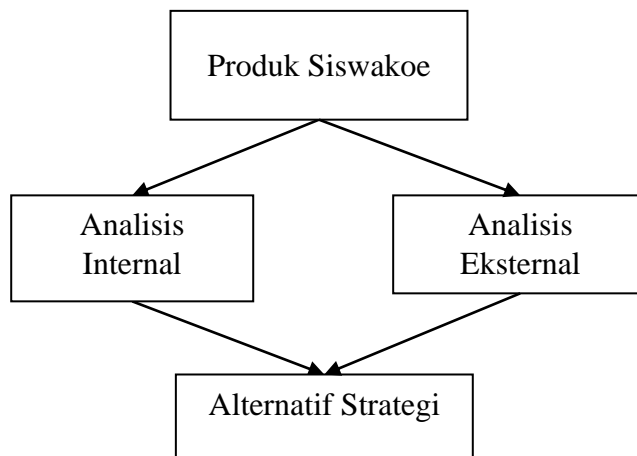 Produk Siswakoe
Analisis
Internal
Analisis
Eksternal
Alternatif Strategi